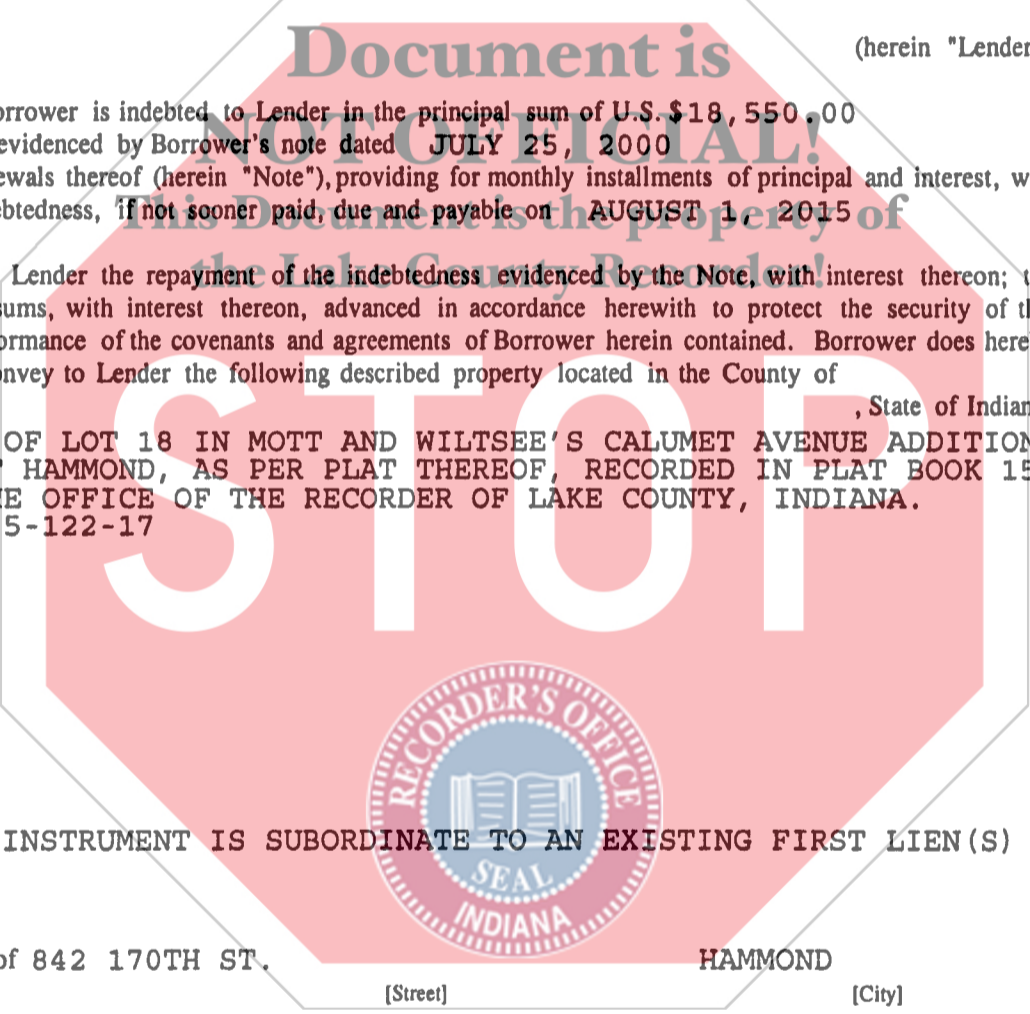 Document is
(herein "Lender
orrower is indebted to Lender in the principal sum of U.S. $18,550.00
NOT OFFICIAL!
evidenced by Borrower's note dated JULY 25, 2000
ewals thereof (herein "Note"), providing for monthly installments of principal and interest, w
ebtedness, if not sooner paid, due and payable on AUGUST 1, 2015
This Document is the property of
the Lake County Recorder!
Lender the repayment of the indebtedness evidenced by the Note, with interest thereon; t
sums, with interest thereon, advanced in accordance herewith to protect the security of th
ormance of the covenants and agreements of Borrower herein contained. Borrower does here
onvey to Lender the following described property located in the County of
, State of Indian
OF LOT 18 IN MOTT AND WILTSEE'S CALUMET AVENUE ADDITION
HAMMOND, AS PER PLAT THEREOF, RECORDED IN PLAT BOOK 15
HE OFFICE OF THE RECORDER OF LAKE COUNTY, INDIANA.
5-122-17
STOP
RECORDER'S OFFICE
SEAL
INDIANA
INSTRUMENT IS SUBORDINATE TO AN EXISTING FIRST LIEN(S)
of 842 170TH ST. HAMMOND
[Street] [City]